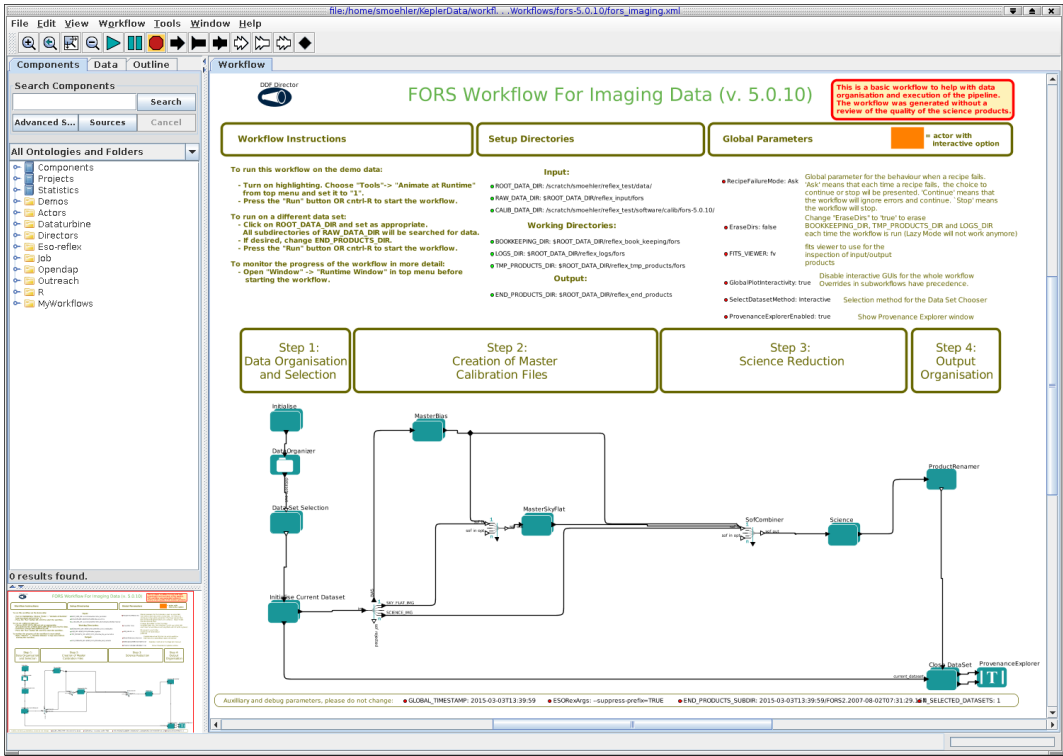 file:/home/smoehler/KeplerData/workfl. . .Workflows/fors-5.0.10/fors_imaging.xml
File Edit View Workflow Tools Window Help
Components Data Outline
Workflow
Search Components
Search
Advanced S... Sources Cancel
All Ontologies and Folders
Components
Projects
Statistics
Demos
Actors
Dataturbine
Directors
Eso-reflex
Job
Opendap
Outreach
R
MyWorkflows
0 results found.
DDF Director
FORS Workflow For Imaging Data (v. 5.0.10)
This is a basic workflow to help with data
organisation and execution of the pipeline.
The workflow was generated without a
review of the quality of the science products.
Workflow Instructions
To run this workflow on the demo data:
- Turn on highlighting. Choose "Tools"-> "Animate at Runtime"
from top menu and set it to "1".
- Press the "Run" button OR cntrl-R to start the workflow.
To run on a different data set:
- Click on ROOT_DATA_DIR and set as appropriate.
All subdirectories of RAW_DATA_DIR will be searched for data.
- If desired, change END_PRODUCTS_DIR.
- Press the "Run" button OR cntrl-R to start the workflow.
To monitor the progress of the workflow in more detail:
- Open "Window" -> "Runtime Window" in top menu before
starting the workflow.
Setup Directories
Input:
ROOT_DATA_DIR: /scratch/smoehler/reflex_test/data/
RAW_DATA_DIR: $ROOT_DATA_DIR/reflex_input/fors
CALIB_DATA_DIR: /scratch/smoehler/reflex_test/software/calib/fors-5.0.10/
Working Directories:
BOOKKEEPING_DIR: $ROOT_DATA_DIR/reflex_book_keeping/fors
LOGS_DIR: $ROOT_DATA_DIR/reflex_logs/fors
TMP_PRODUCTS_DIR: $ROOT_DATA_DIR/reflex_tmp_products/fors
Output:
END_PRODUCTS_DIR: $ROOT_DATA_DIR/reflex_end_products
Global Parameters
= actor with
interactive option
RecipeFailureMode: Ask
Global parameter for the behaviour when a recipe fails.
'Ask' means that each time a recipe fails, the choice to
continue or stop wil be presented. 'Continue' means that
the workflow will ignore errors and continue. `Stop' means
the workflow will stop.
Change "EraseDirs" to 'true' to erase
EraseDirs: false
BOOKKEEPING_DIR, TMP_PRODUCTS_DIR and LOGS_DIR
each time the workflow is run (Lazy Mode will not work anymore)
FITS_VIEWER: fv
fits viewer to use for the
inspection of input/output
products
GlobalPlotInteractivity: true
Disable interactive GUIs for the whole workflow
Overrides in subworkflows have precedence.
SelectDatasetMethod: Interactive Selection method for the Data Set Chooser
ProvenanceExplorerEnabled: true Show Provenance Explorer window
Step 1:
Data Organisation
and Selection
Step 2:
Creation of Master
Calibration Files
Step 3:
Science Reduction
Step 4:
Output
Organisation
Initialise
DataOrganizer
DataSet Selection
Initialise Current Dataset
MasterBias
MasterSkyFlat
SofCombiner
Science
ProductRenamer
SKY_FLAT_IMG
SCIENCE_IMG
current_dataset
Close DataSet
ProvenanceExplorer
Auxiliary and debug parameters, please do not change:
GLOBAL_TIMESTAMP: 2015-03-03T13:39:59
ESORexArgs: --suppress-prefix=TRUE
END_PRODUCTS_SUBDIR: 2015-03-03T13:39:59/FORS2.2007-08-02T07:31:29.
_SELECTED_DATASETS: 1